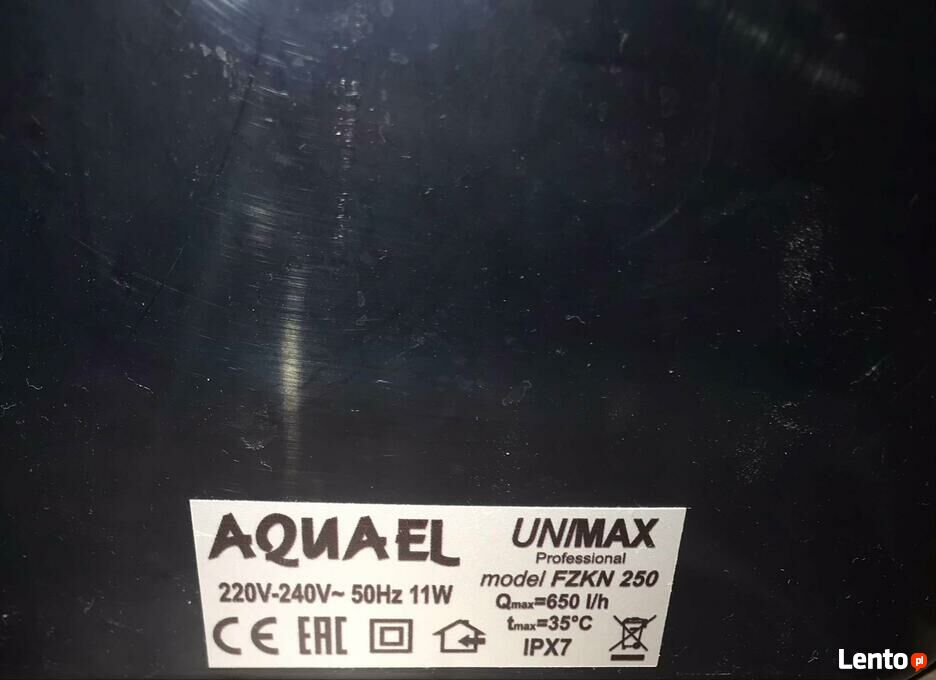 AQUAEL
220V-240V~ 50Hz 11W
CE EAC
UNIMAX
Professional
model FZKN 250
Qmax=650 l/h
tmax=35°C
IPX7
Lento pl